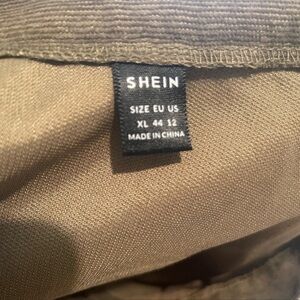 SHEIN
SIZE EU US
XL 44 12
MADE IN CHINA